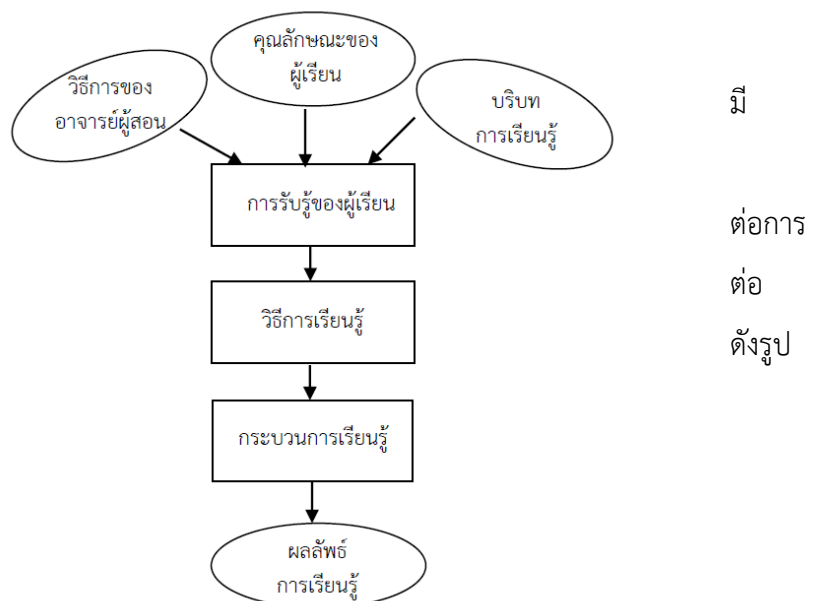 คุณลักษณะของ
ผู้เรียน
วิธีการของ
อาจารย์ผู้สอน
บริบท
การเรียนรู้
มี
การรับรู้ของผู้เรียน
ต่อการ
ต่อ
วิธีการเรียนรู้
ดังรูป
กระบวนการเรียนรู้
ผลลัพธ์
การเรียนรู้